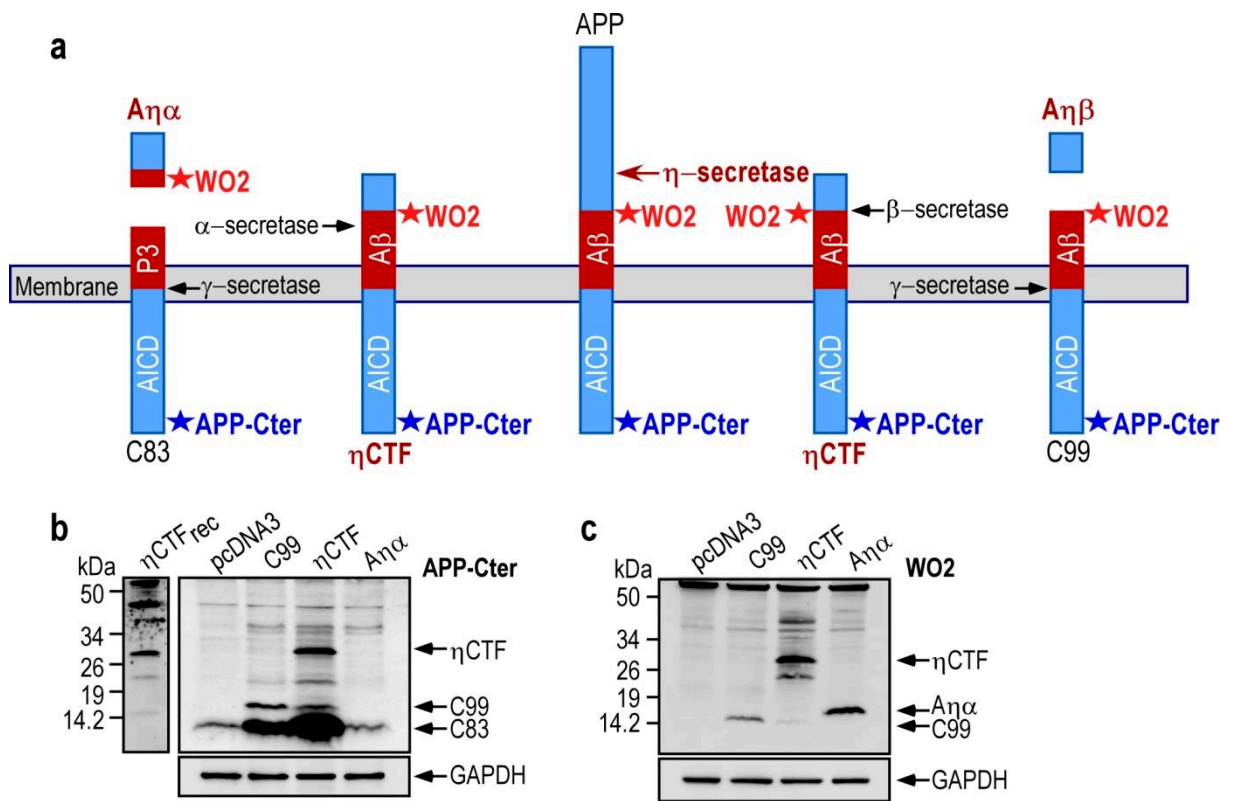 a
APP
Aηα
Aηβ
WO2
η–secretase
α–secretase
WO2
WO2
WO2
β–secretase
WO2
P3
Aβ
Aβ
Aβ
Aβ
Membrane
γ–secretase
γ–secretase
AICD
AICD
AICD
AICD
AICD
APP-Cter
APP-Cter
APP-Cter
APP-Cter
APP-Cter
C83
ηCTF
ηCTF
C99
b
ηCTFrec
pcDNA3
C99
ηCTF
Aηα
APP-Cter
kDa
50
34
26
19
14.2
ηCTF
C99
C83
GAPDH
c
pcDNA3
C99
ηCTF
Aηα
WO2
kDa
50
34
26
19
14.2
ηCTF
Aηα
C99
GAPDH